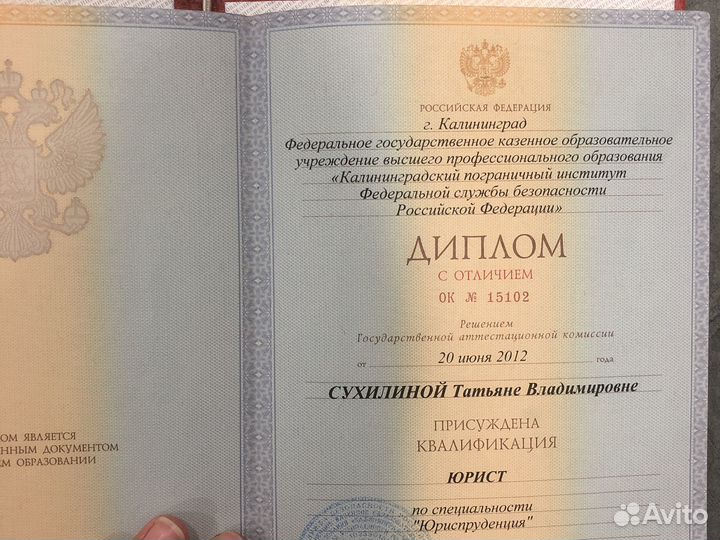 РОССИЙСКАЯ ФЕДЕРАЦИЯ
г. Калининград
Федеральное государственное казенное образовательное
учреждение высшего профессионального образования
«Калининградский пограничный институт
Федеральной службы безопасности
Российской Федерации»
ДИПЛОМ
С ОТЛИЧИЕМ
ОК № 15102
Решением
Государственной аттестационной комиссии
от 20 июня 2012 года
СУХИЛИНОЙ Татьяне Владимировне
ПРИСУЖДЕНА
КВАЛИФИКАЦИЯ
ЮРИСТ
по специальности
"Юриспруденция"
ОМ ЯВЛЯЕТСЯ
ЕННЫМ ДОКУМЕНТОМ
ЕМ ОБРАЗОВАНИИ
Avito